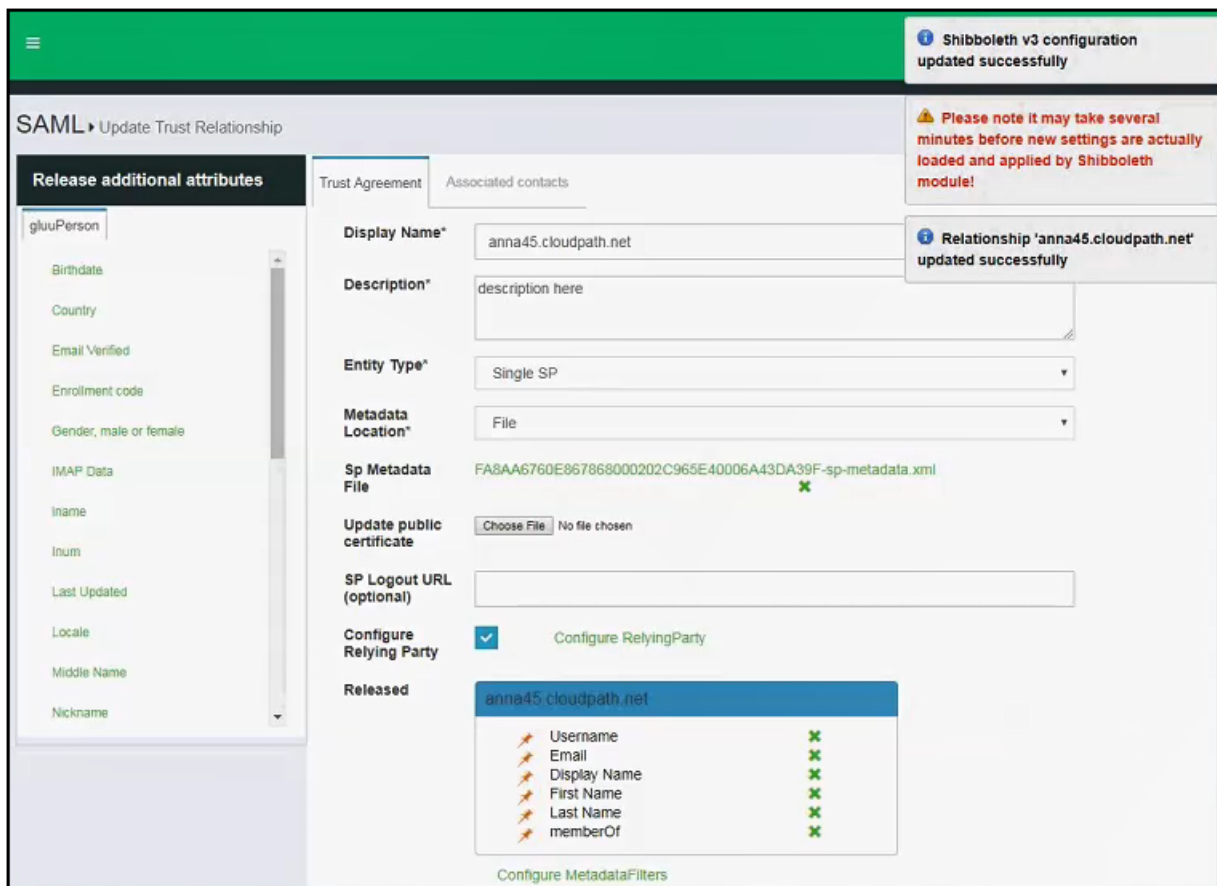 Shibboleth v3 configuration
updated successfully
Please note it may take several
minutes before new settings are actually
loaded and applied by Shibboleth
module!
Relationship 'anna45.cloudpath.net'
updated successfully
SAML Update Trust Relationship
Release additional attributes
gluuPerson
Birthdate
Country
Email Verified
Enrollment code
Gender, male or female
IMAP Data
Iname
Inum
Last Updated
Locale
Middle Name
Nickname
Trust Agreement Associated contacts
Display Name* anna45.cloudpath.net
Description* description here
Entity Type* Single SP
Metadata
Location* File
Sp Metadata
File FA8AA6760E867868000202C965E40006A43DA39F-sp-metadata.xml
Update public
certificate Choose File No file chosen
SP Logout URL
(optional)
Configure
Relying Party Configure RelyingParty
Released anna45.cloudpath.net
Username
Email
Display Name
First Name
Last Name
memberOf
Configure MetadataFilters